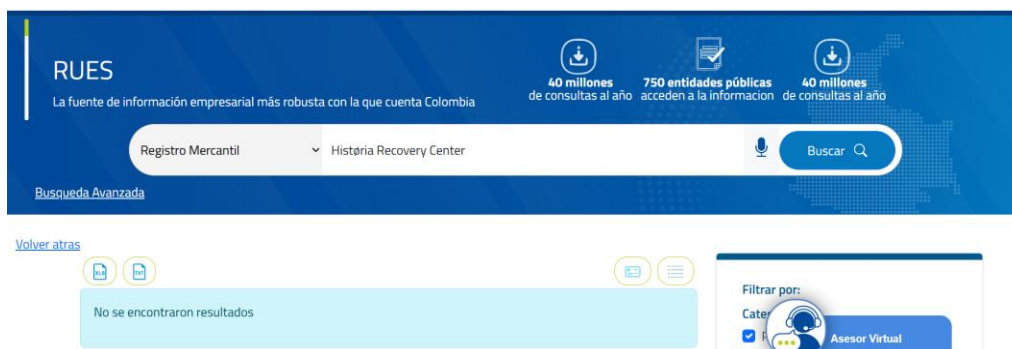 RUES
La fuente de información empresarial más robusta con la que cuenta Colombia
40 millones
de consultas al año
750 entidades públicas
acceden a la informacion
40 millones
de consultas al año
Registro Mercantil
Histøria Recovery Center
Buscar
Busqueda Avanzada
Volver atras
XLS
TXT
No se encontraron resultados
Filtrar por:
Asesor Virtual